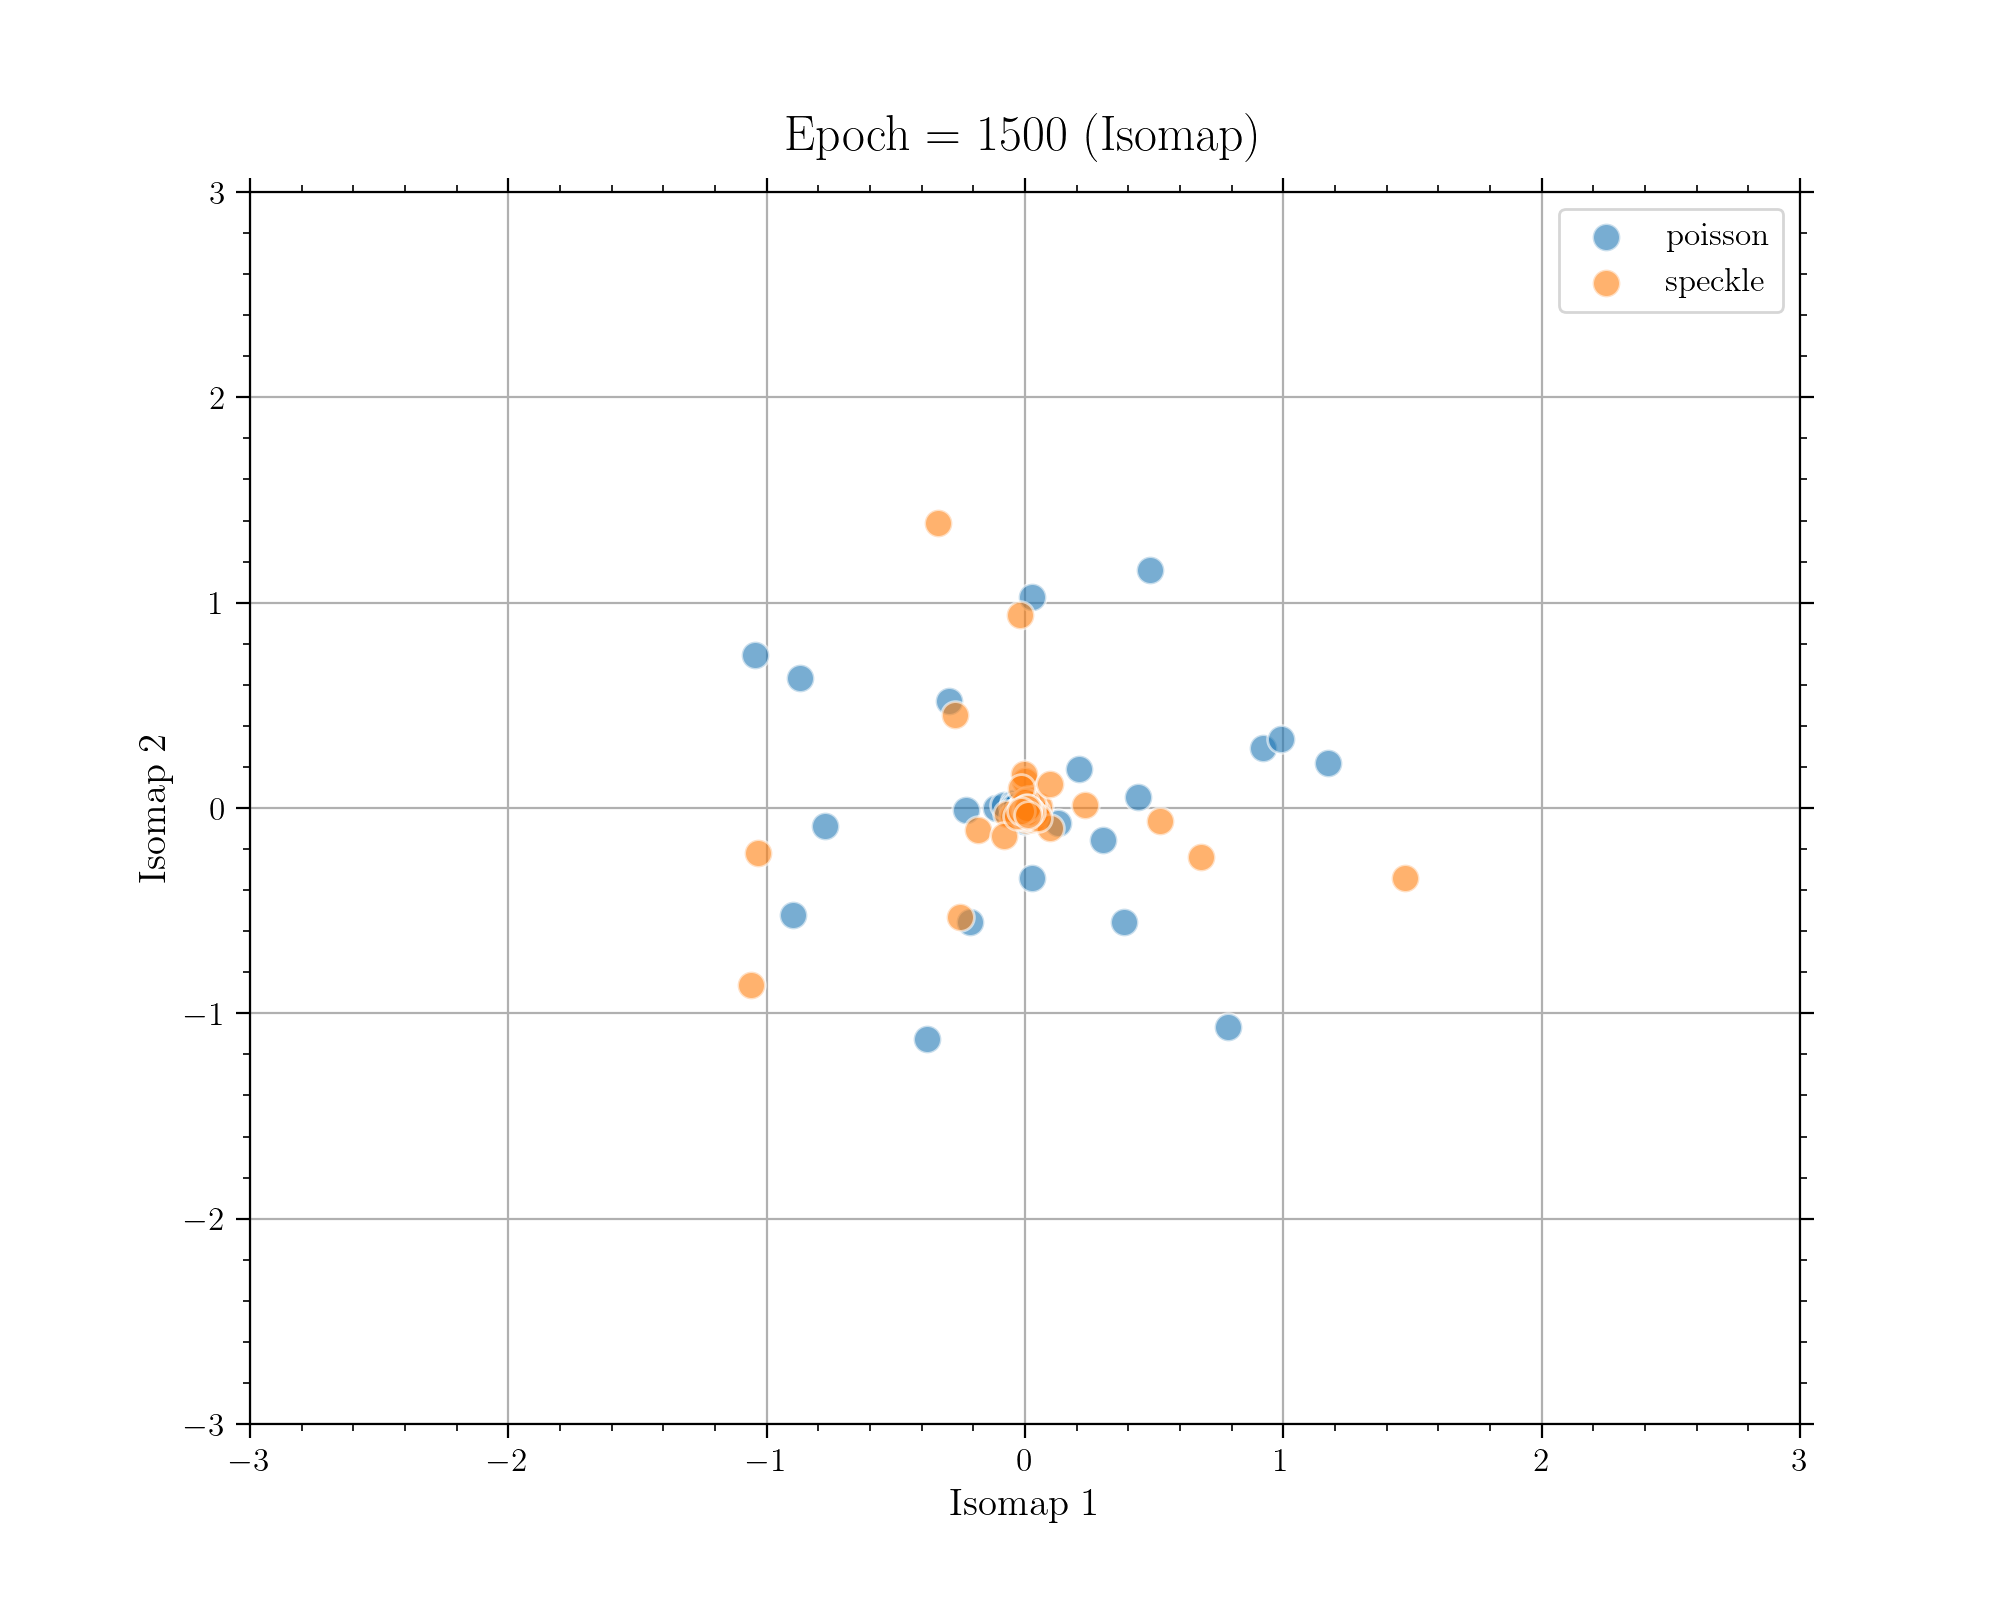 Epoch = 1500 (Isomap)
poisson
speckle
3
2
1
0
−1
−2
−3
Isomap 2
−3
−2
−1
0
1
2
3
Isomap 1